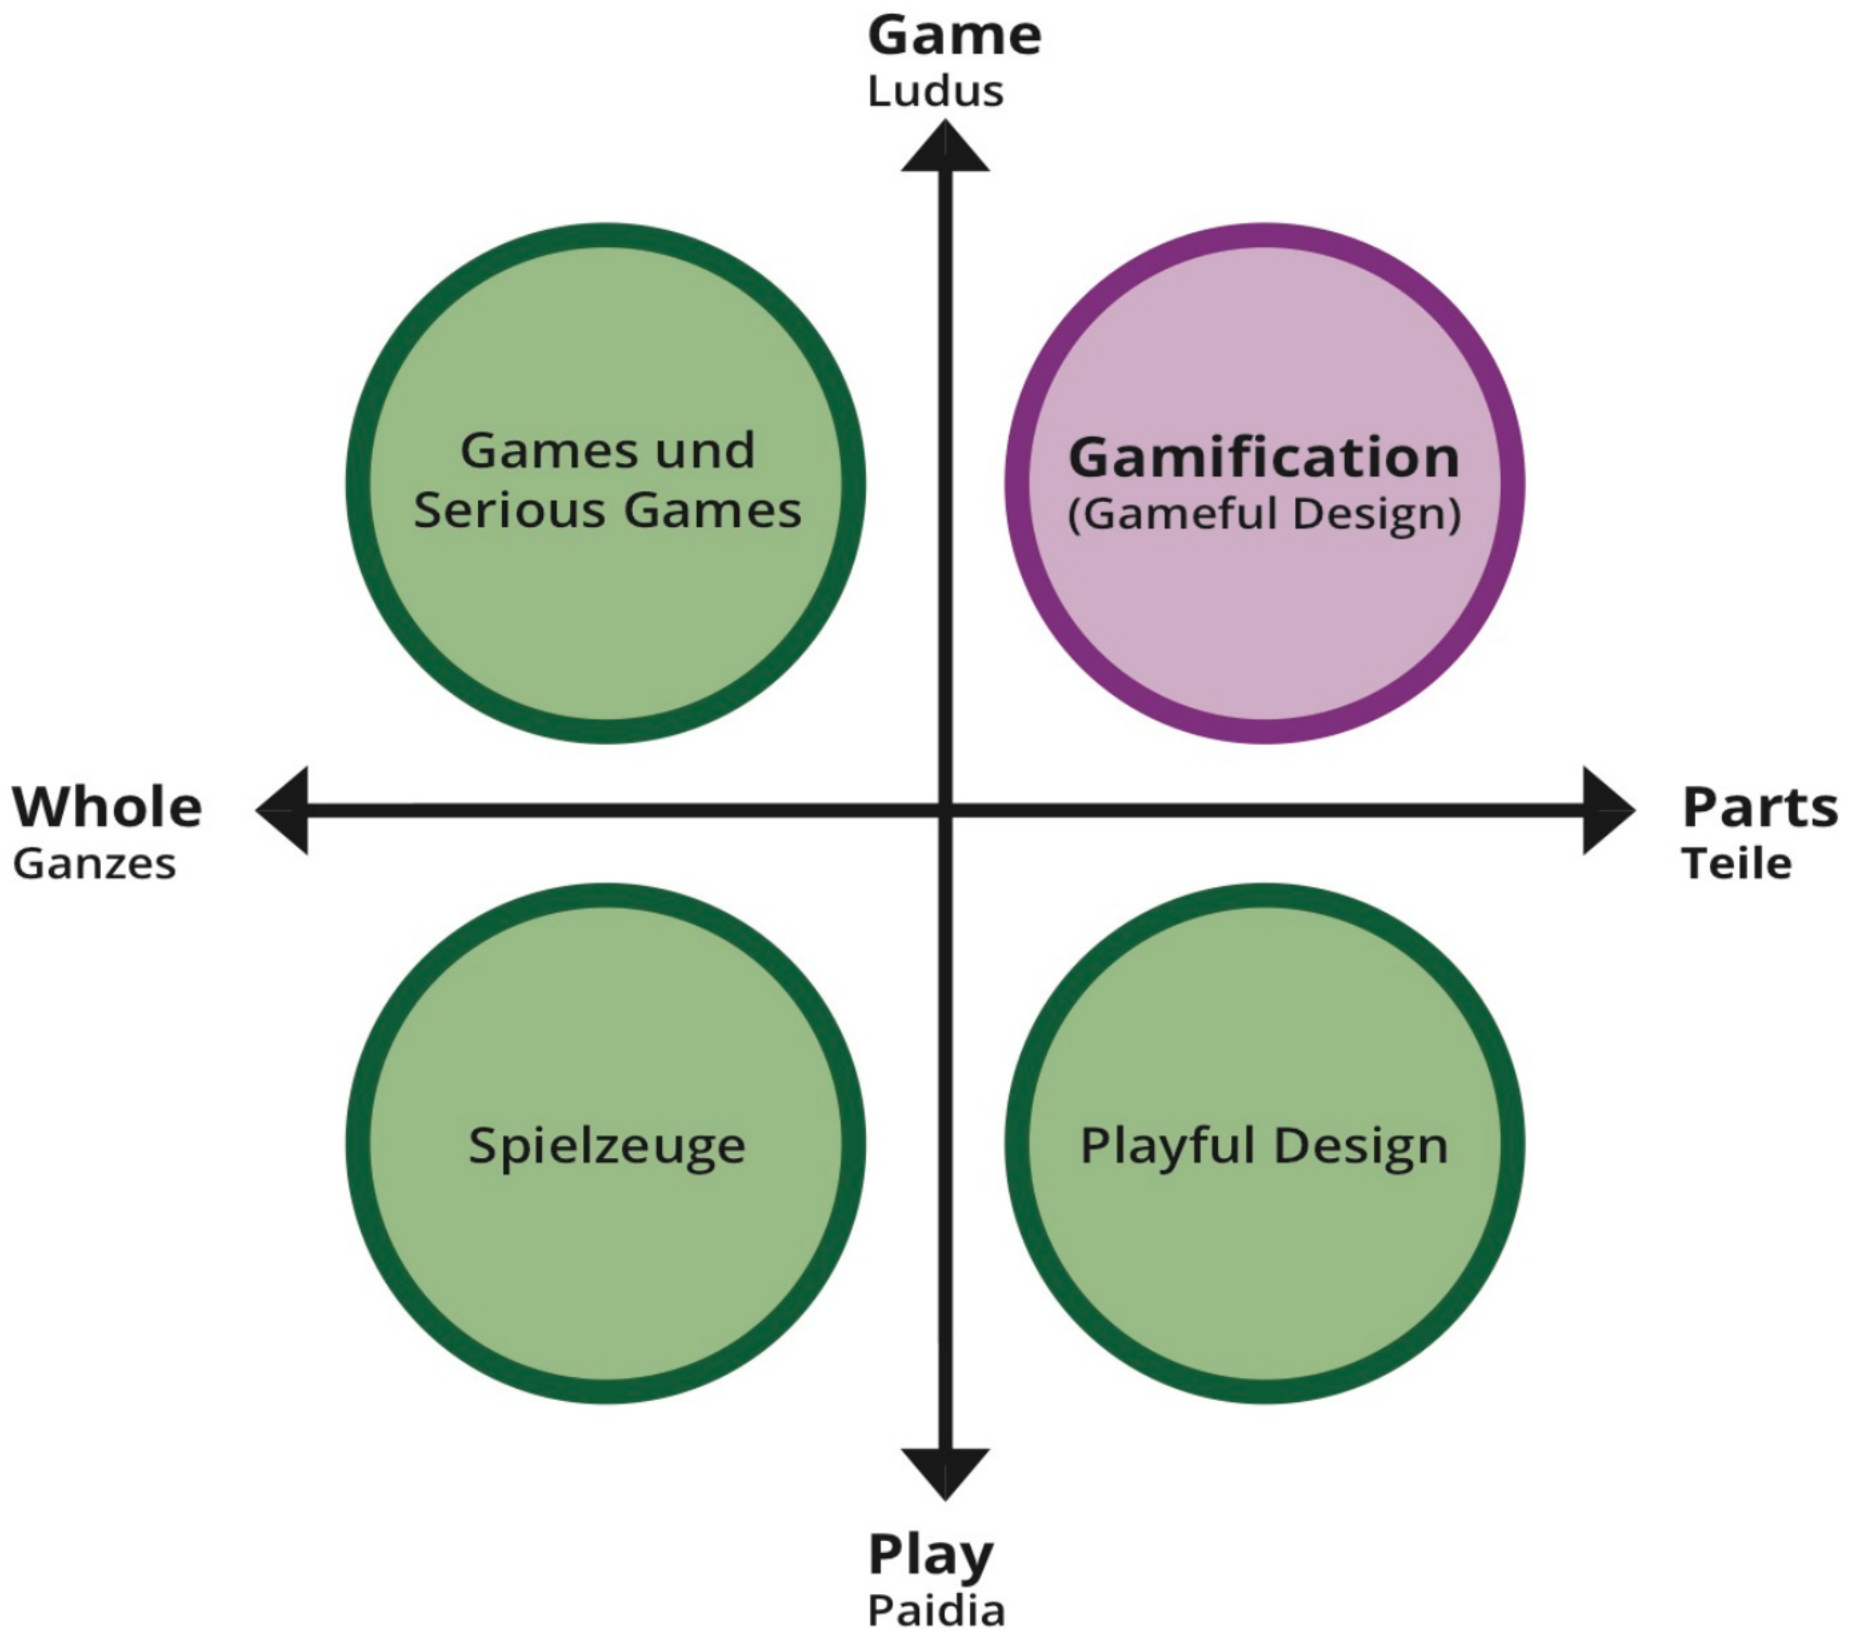 Game
Ludus
Games und
Serious Games
Gamification
(Gameful Design)
Whole
Ganzes
Parts
Teile
Spielzeuge
Playful Design
Play
Paidia